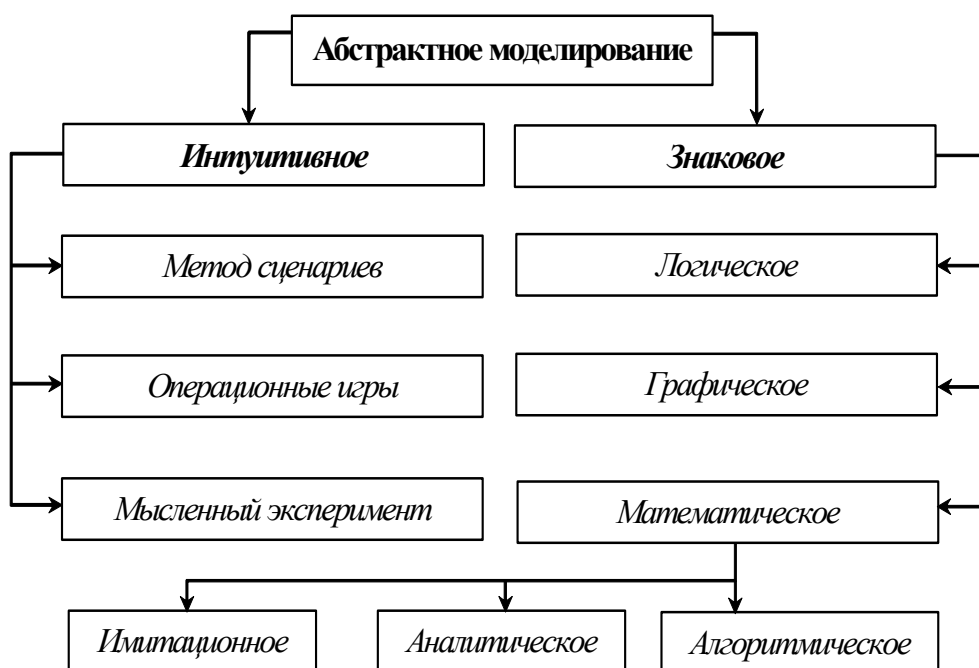 Абстрактное моделирование
Интуитивное
Знаковое
Метод сценариев
Логическое
Операционные игры
Графическое
Мысленный эксперимент
Математическое
Имитационное
Аналитическое
Алгоритмическое